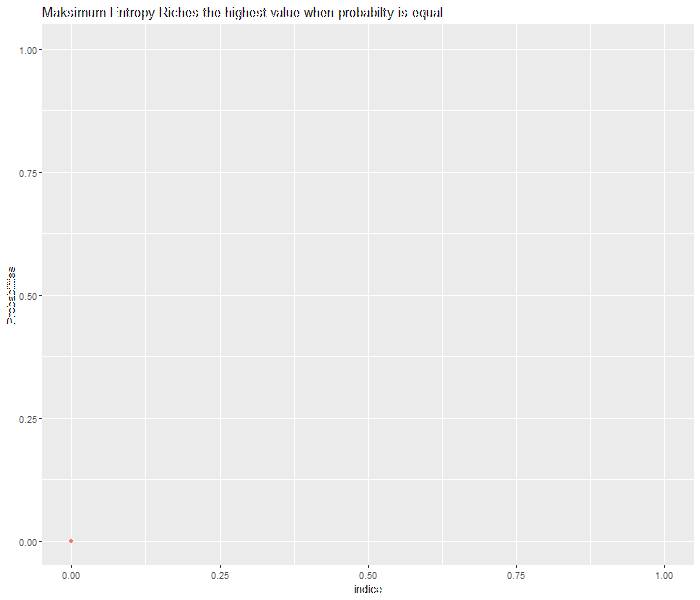 Maksimum Entropy Riches the highest value when probabilty is equal
1.00
0.75
0.50
0.25
0.00
Probabilities
0.00 0.25 0.50 0.75 1.00
indice